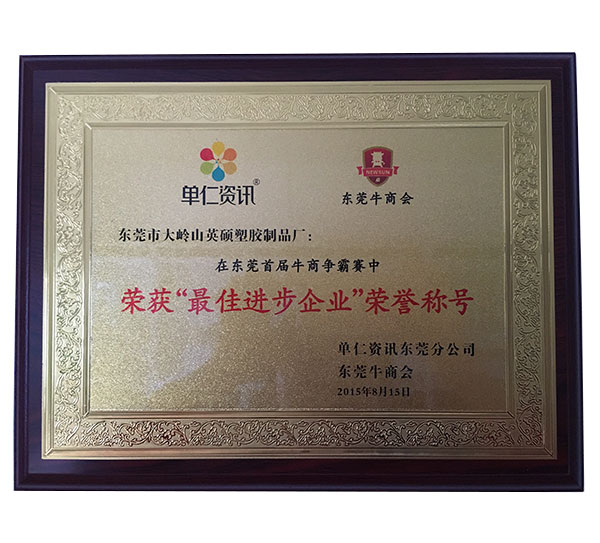 单仁资讯®
NEWSUN
东莞牛商会
东莞市大岭山英硕塑胶制品厂：
在东莞首届牛商争霸赛中
荣获“最佳进步企业”荣誉称号
单仁资讯东莞分公司
东莞牛商会
2015年8月15日